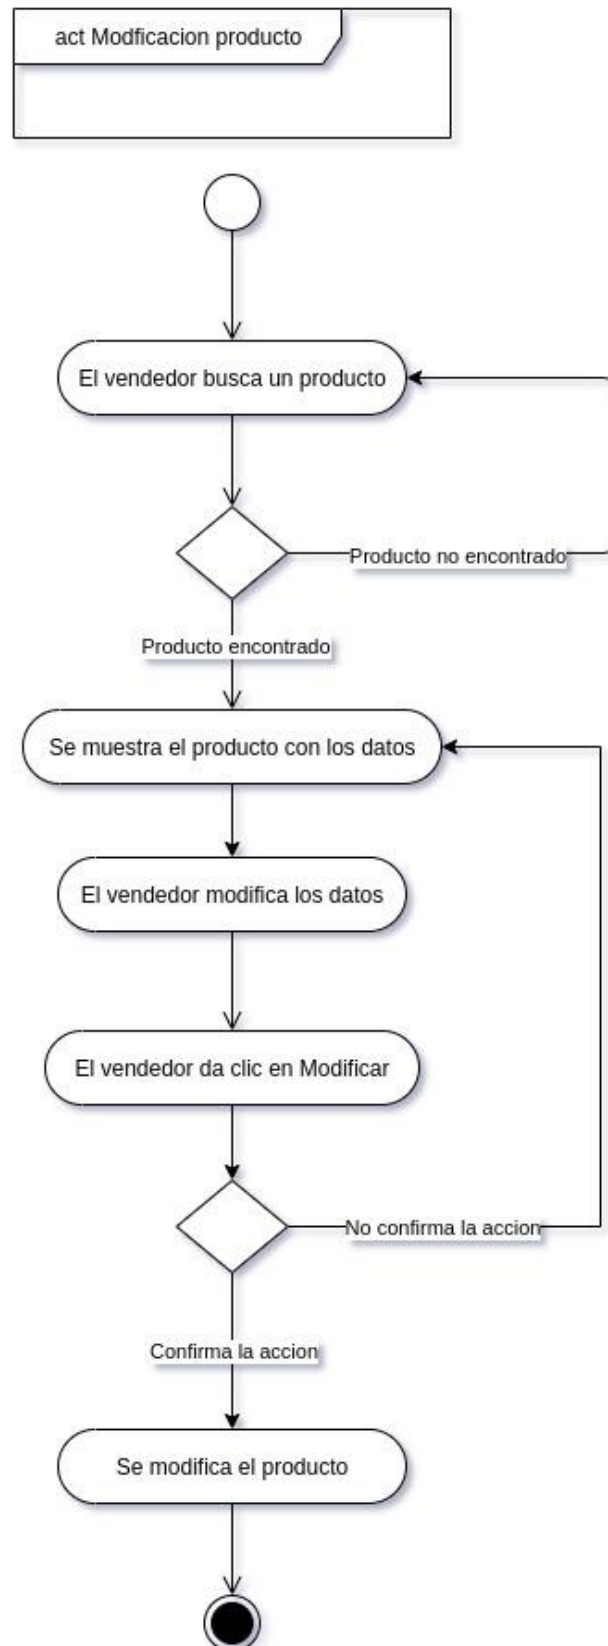 act Modficacion producto
El vendedor busca un producto
Producto no encontrado
Producto encontrado
Se muestra el producto con los datos
El vendedor modifica los datos
El vendedor da clic en Modificar
No confirma la accion
Confirma la accion
Se modifica el producto